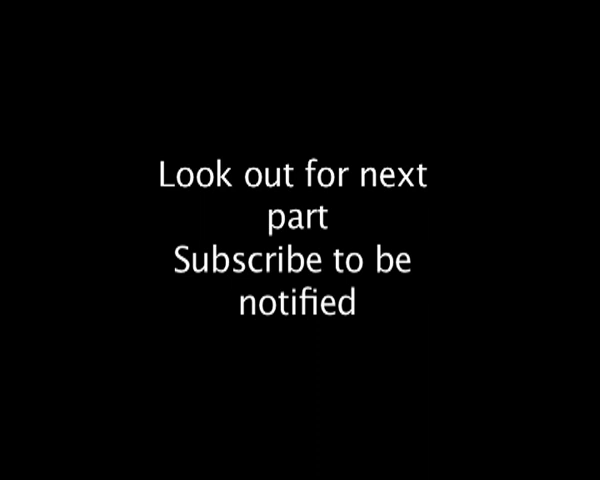 Look out for next
part
Subscribe to be
notified